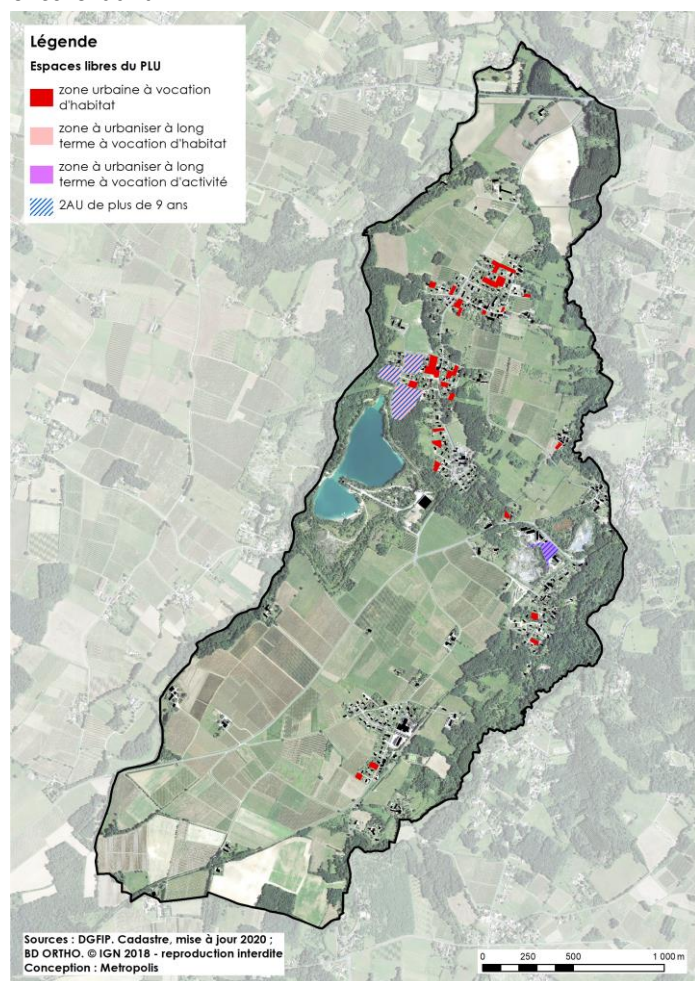 Légende
Espaces libres du PLU
zone urbaine à vocation
d'habitat
zone à urbaniser à long
terme à vocation d'habitat
zone à urbaniser à long
terme à vocation d'activité
2AU de plus de 9 ans
Sources : DGFIP. Cadastre, mise à jour 2020 ;
BD ORTHO. © IGN 2018 - reproduction interdite
Conception : Metropolis
0 250 500 1 000 m